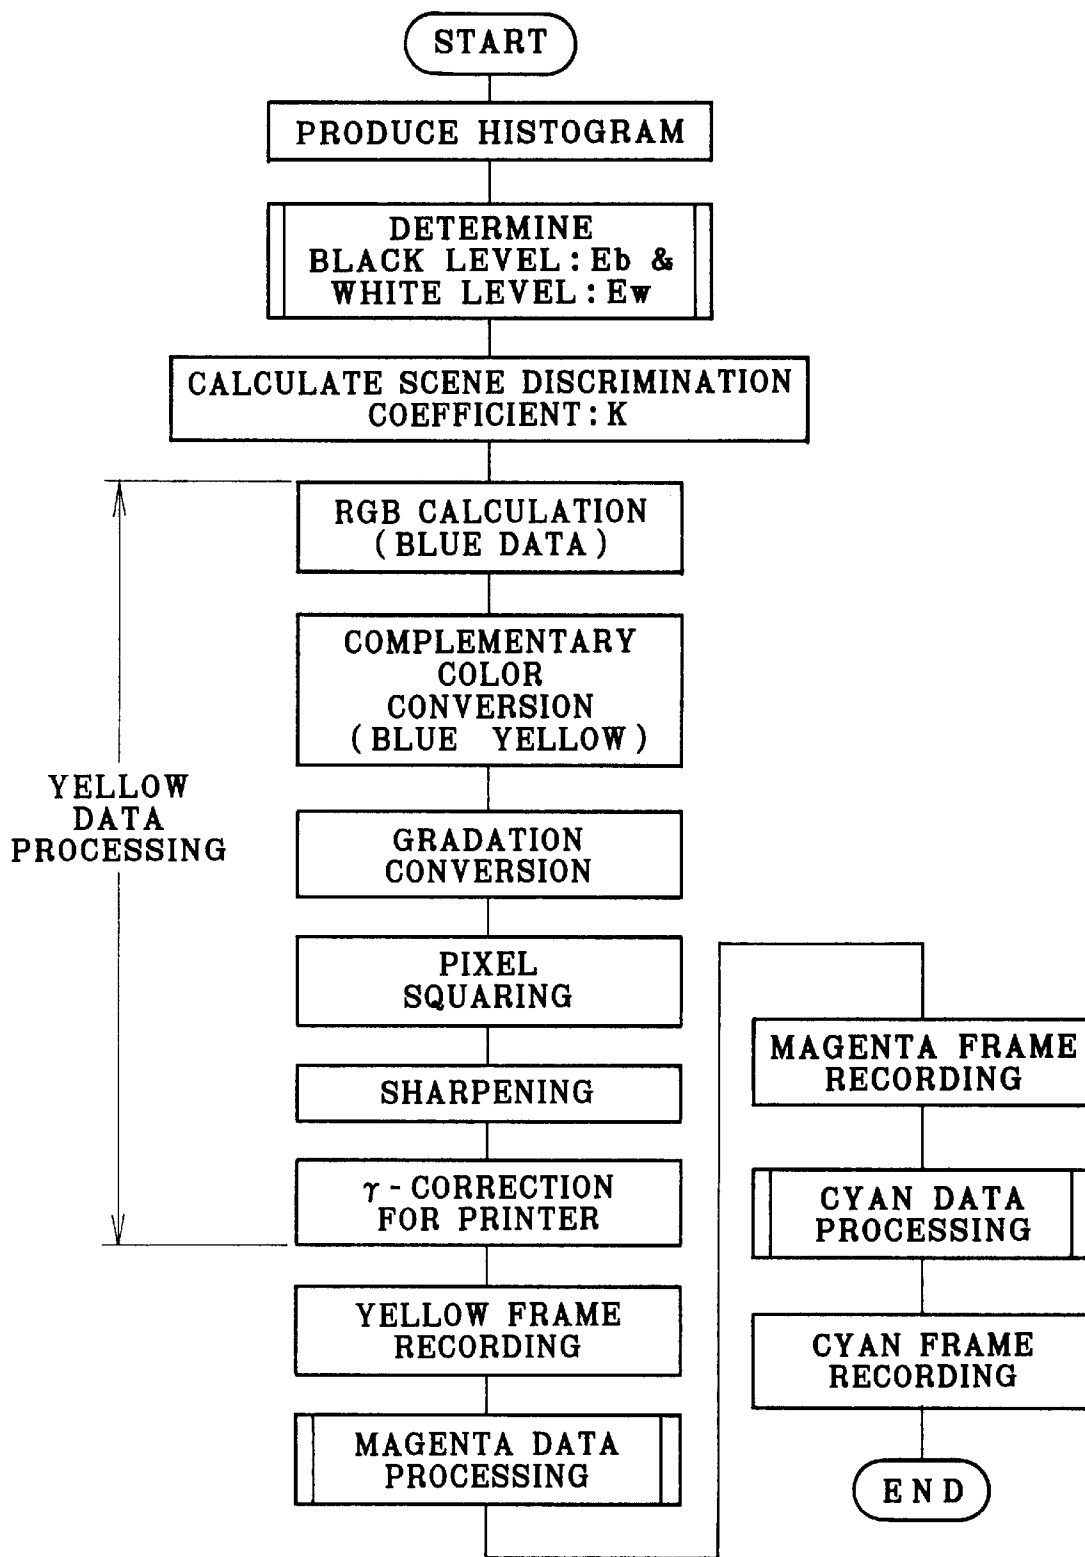 START
PRODUCE HISTOGRAM
DETERMINE
BLACK LEVEL : Eb &
WHITE LEVEL : Ew
CALCULATE SCENE DISCRIMINATION
COEFFICIENT : K
RGB CALCULATION
( BLUE DATA )
COMPLEMENTARY
COLOR
CONVERSION
( BLUE YELLOW )
YELLOW
DATA
PROCESSING
GRADATION
CONVERSION
PIXEL
SQUARING
SHARPENING
γ - CORRECTION
FOR PRINTER
YELLOW FRAME
RECORDING
MAGENTA DATA
PROCESSING
MAGENTA FRAME
RECORDING
CYAN DATA
PROCESSING
CYAN FRAME
RECORDING
END